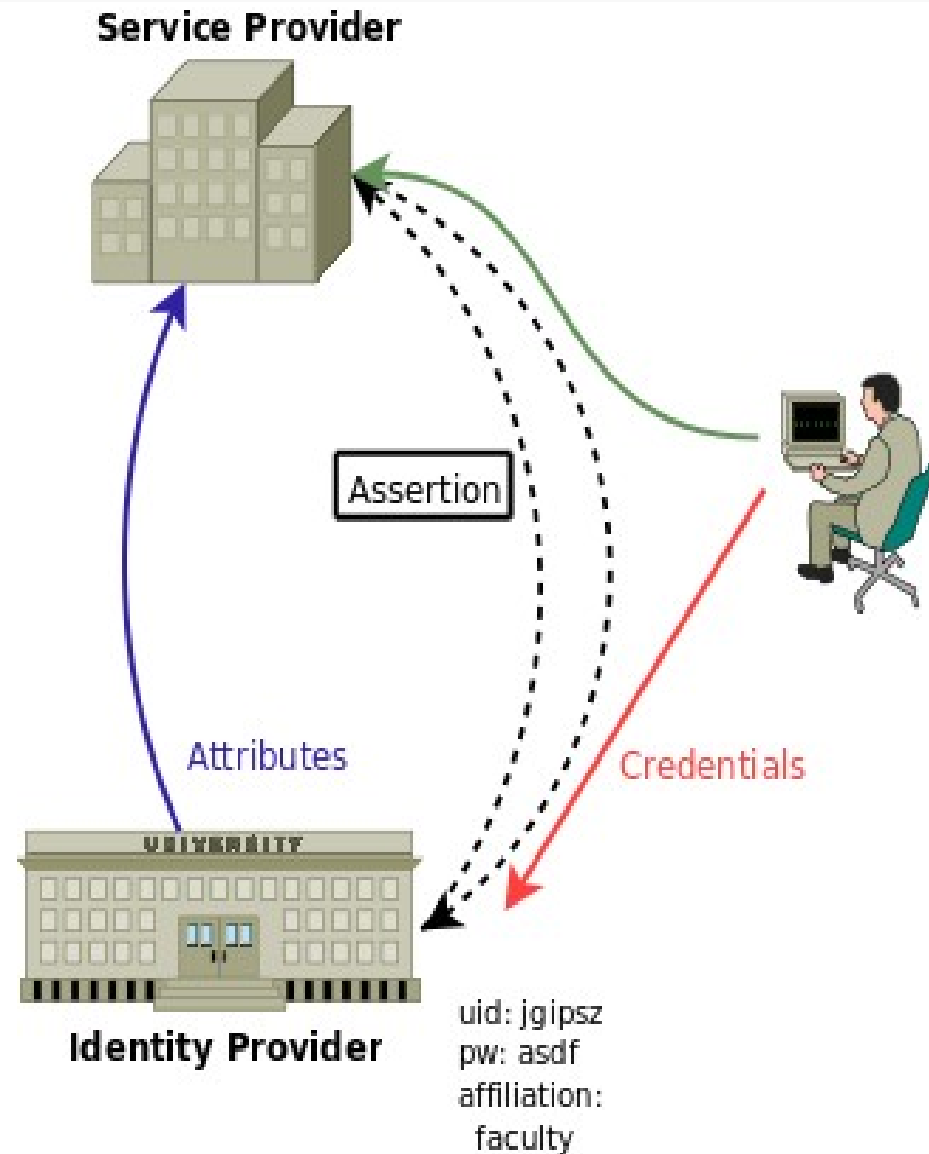 Service Provider
Assertion
Attributes
Credentials
UNIVERSITY
Identity Provider
uid: jgipsz
pw: asdf
affiliation:
faculty